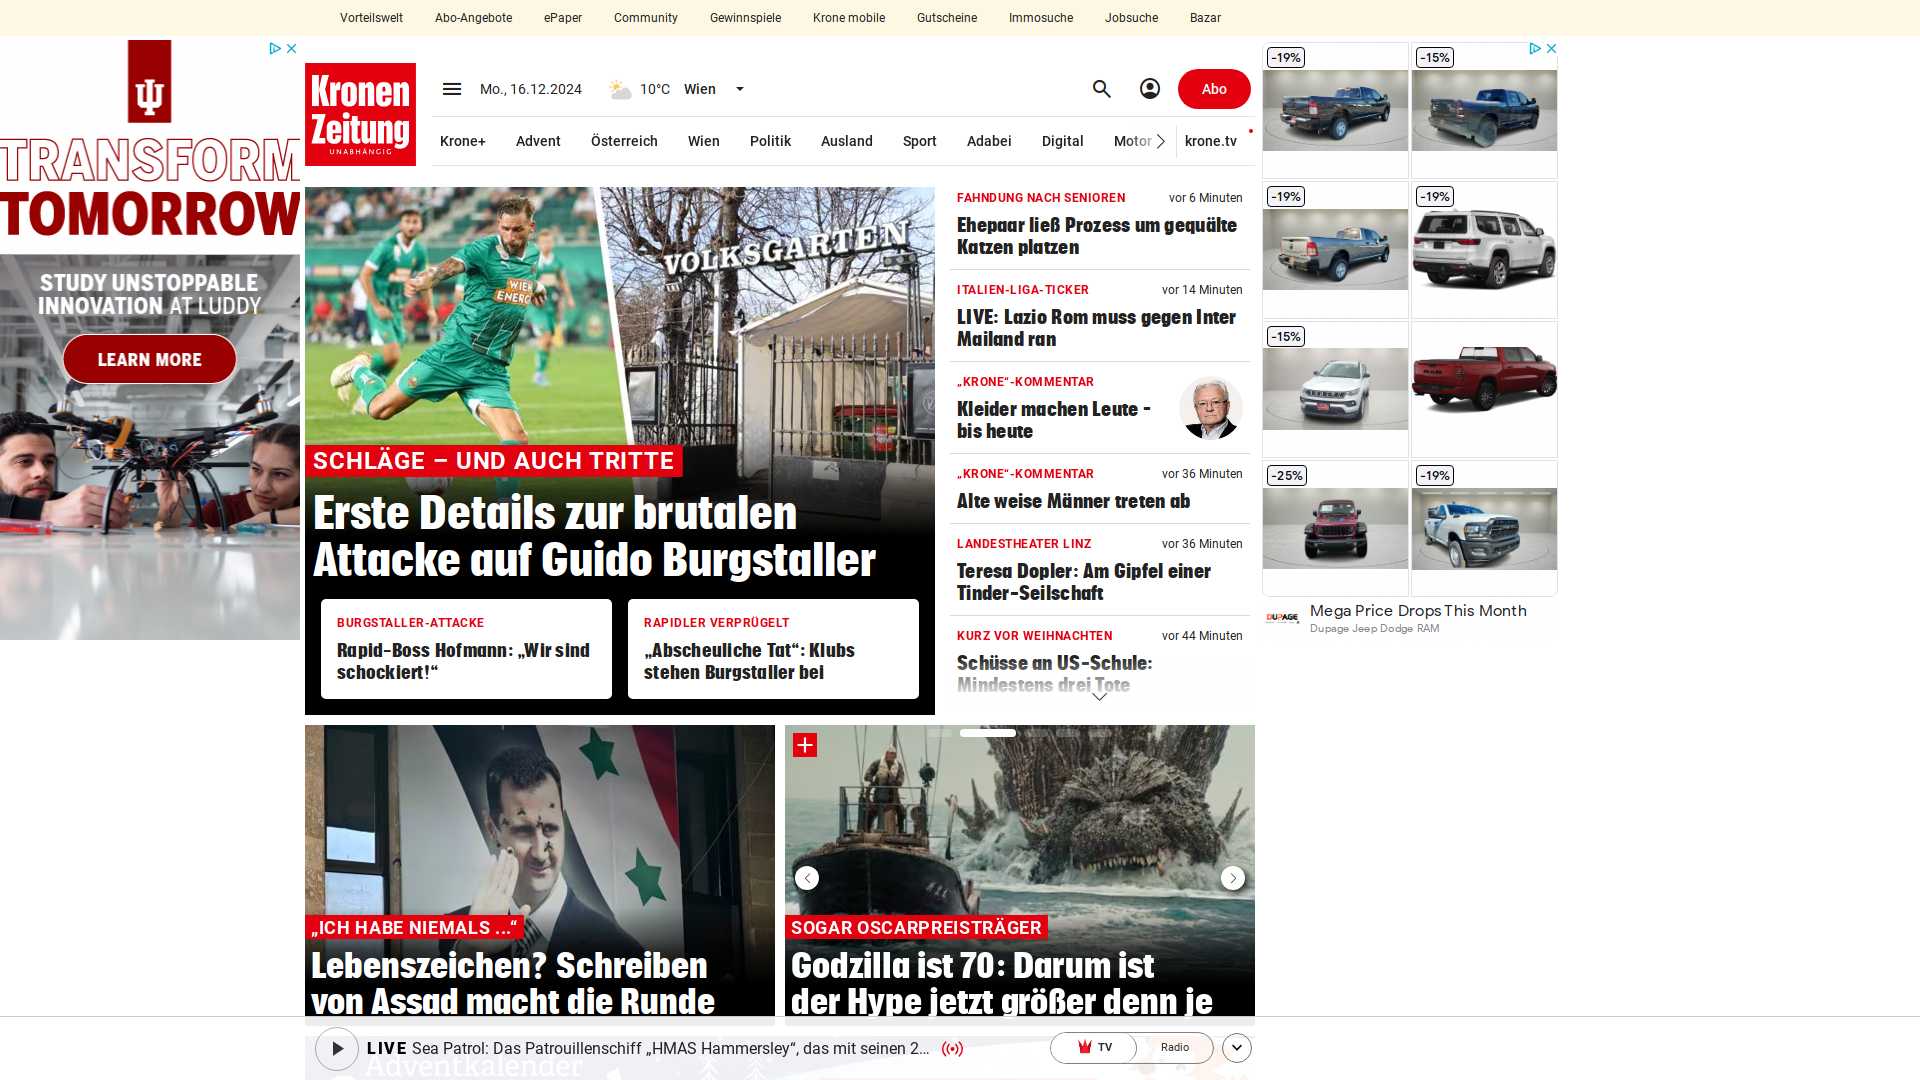 Vorteilswelt
Abo-Angebote
ePaper
Community
Gewinnspiele
Krone mobile
Gutscheine
Immosuche
Jobsuche
Bazar
TRANSFORM
TOMORROW
STUDY UNSTOPPABLE
INNOVATION AT LUDDY
LEARN MORE
Kronen
Zeitung
UNABHÄNGIG
Mo., 16.12.2024
10°C
Wien
Abo
Krone+
Advent
Österreich
Wien
Politik
Ausland
Sport
Adabei
Digital
Motor
krone.tv
WIEN
ENERGIE
VOLKSGARTEN
SCHLÄGE – UND AUCH TRITTE
Erste Details zur brutalen
Attacke auf Guido Burgstaller
BURGSTALLER-ATTACKE
Rapid-Boss Hofmann: „Wir sind
schockiert!“
RAPIDLER VERPRÜGELT
„Abscheuliche Tat“: Klubs
stehen Burgstaller bei
FAHNDUNG NACH SENIOREN
vor 6 Minuten
Ehepaar ließ Prozess um gequälte
Katzen platzen
ITALIEN-LIGA-TICKER
vor 14 Minuten
LIVE: Lazio Rom muss gegen Inter
Mailand ran
„KRONE“-KOMMENTAR
Kleider machen Leute -
bis heute
„KRONE“-KOMMENTAR
vor 36 Minuten
Alte weise Männer treten ab
LANDESTHEATER LINZ
vor 36 Minuten
Teresa Dopler: Am Gipfel einer
Tinder-Seilschaft
KURZ VOR WEIHNACHTEN
vor 44 Minuten
Schüsse an US-Schule:
Mindestens drei Tote
-19%
-15%
-19%
-19%
-15%
-25%
-19%
DUPAGE
Mega Price Drops This Month
Dupage Jeep Dodge RAM
„ICH HABE NIEMALS ...“
Lebenszeichen? Schreiben
von Assad macht die Runde
SOGAR OSCARPREISTRÄGER
Godzilla ist 70: Darum ist
der Hype jetzt größer denn je
LIVE Sea Patrol: Das Patrouillenschiff „HMAS Hammersley“, das mit seinen 2...
TV
Radio
Adventkalender